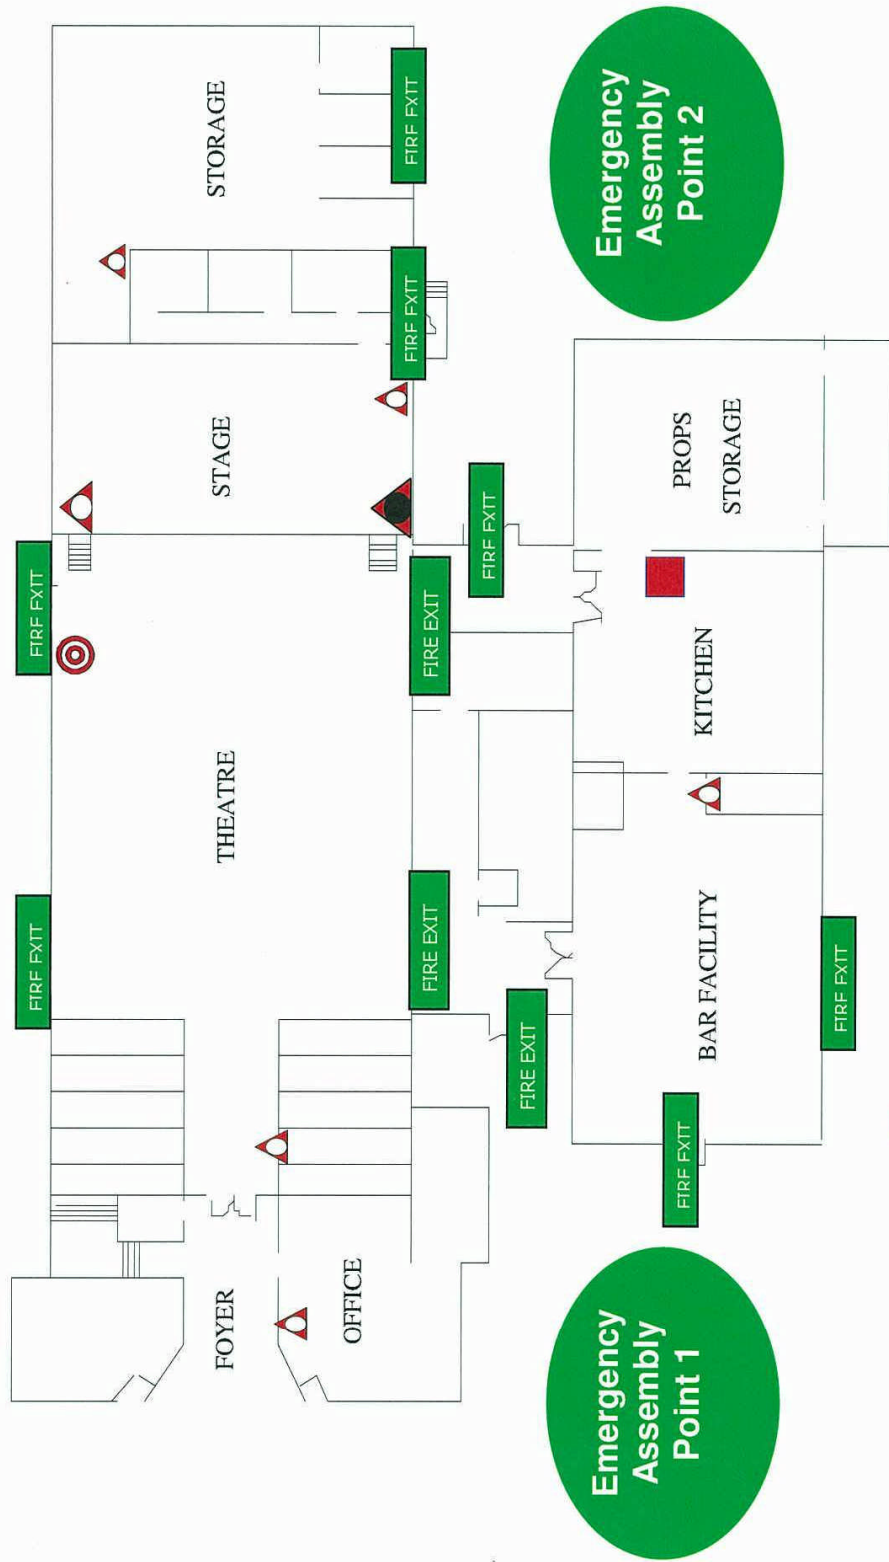 FIRF FXTT
FIRF FXTT
FOYER
THEATRE
STAGE
STORAGE
OFFICE
FIRE EXIT
FIRE EXIT
FIRF FXTT
FIRF FXTT
FIRF FXTT
FIRE EXIT
Emergency
Assembly
Point 1
FIRF FXTT
BAR FACILITY
KITCHEN
PROPS
STORAGE
Emergency
Assembly
Point 2
FIRF FXTT